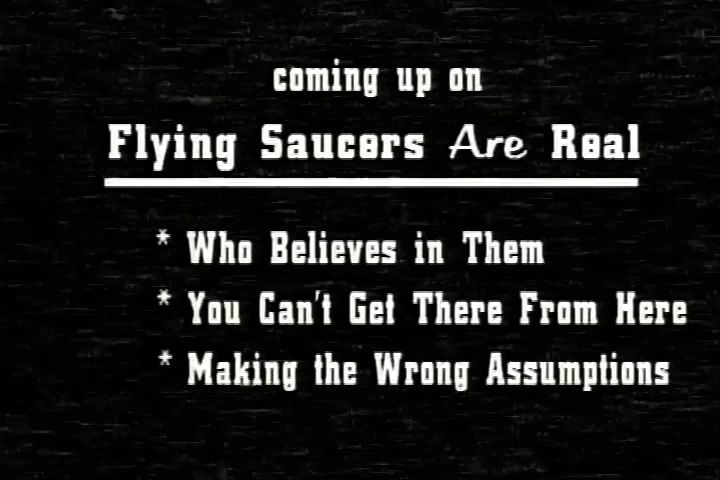 coming up on
Flying Saucers Are Real
* Who Believes in Them
* You Can't Get There From Here
* Making the Wrong Assumptions